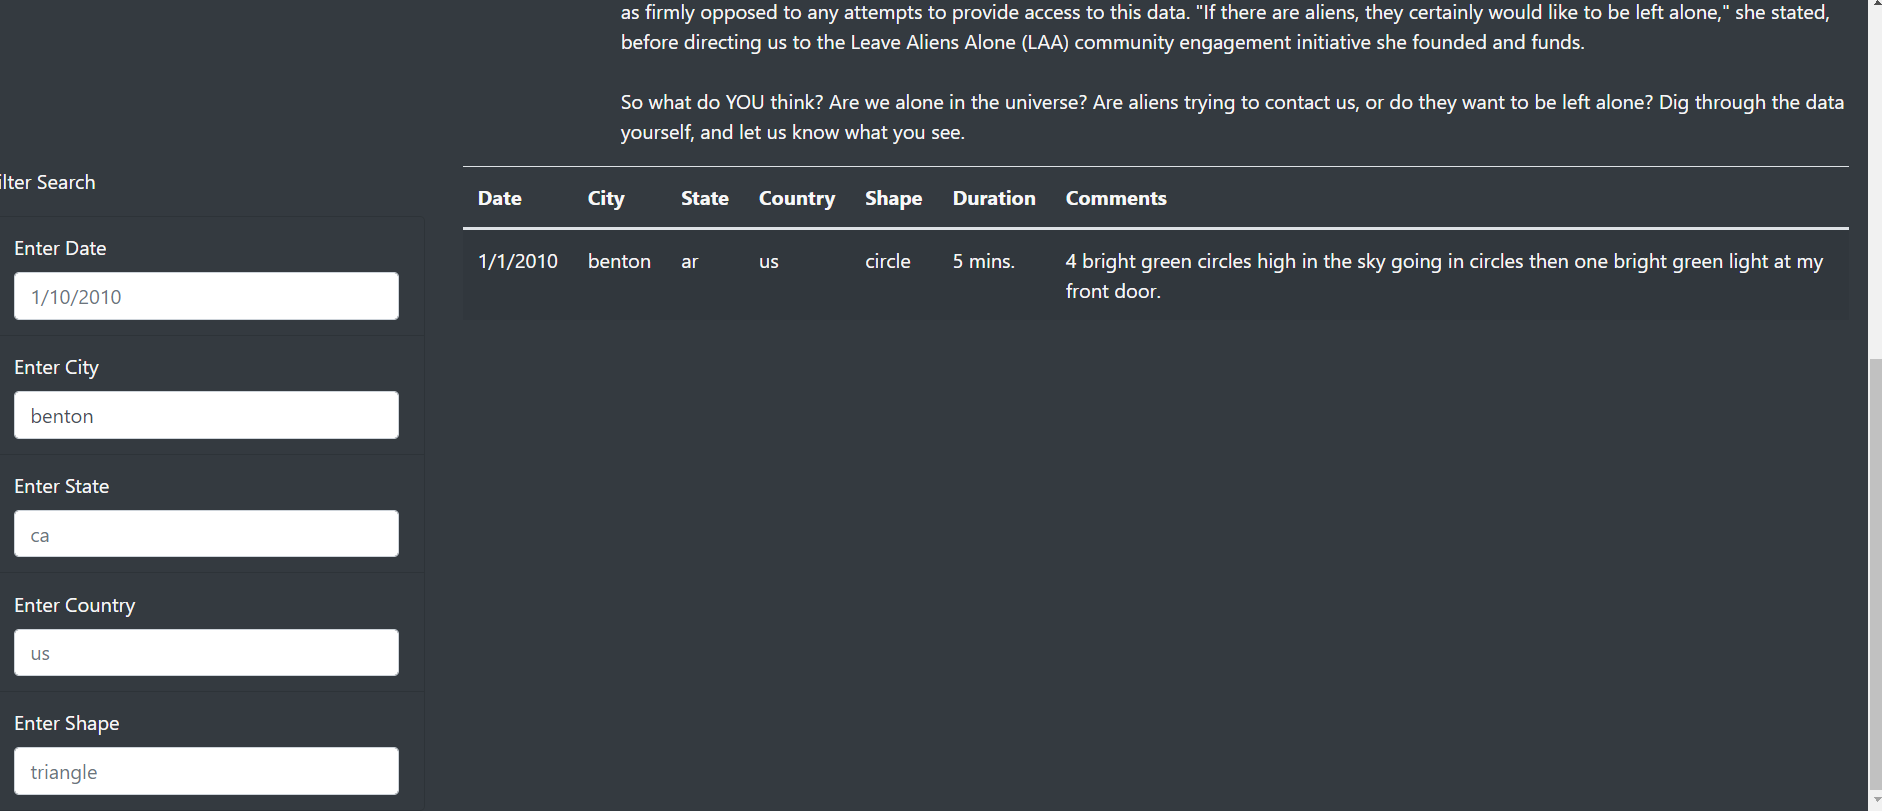 as firmly opposed to any attempts to provide access to this data. "If there are aliens, they certainly would like to be left alone," she stated,
before directing us to the Leave Aliens Alone (LAA) community engagement initiative she founded and funds.
So what do YOU think? Are we alone in the universe? Are aliens trying to contact us, or do they want to be left alone? Dig through the data
yourself, and let us know what you see.
ilter Search
Enter Date
1/10/2010
Enter City
benton
Enter State
ca
Enter Country
us
Enter Shape
triangle
Date City State Country Shape Duration Comments
1/1/2010 benton ar us circle 5 mins. 4 bright green circles high in the sky going in circles then one bright green light at my
front door.